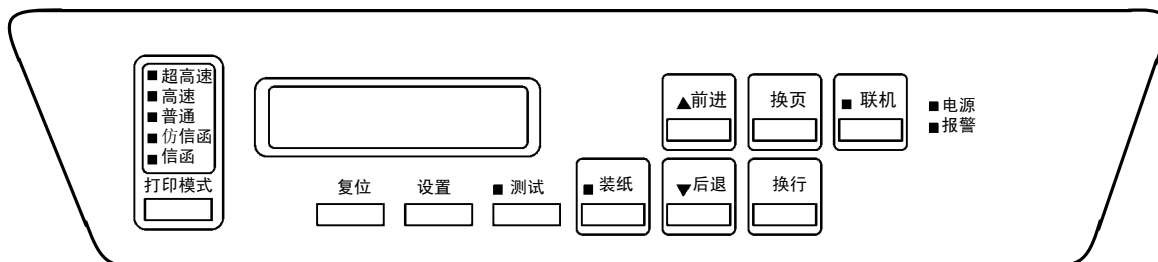 超高速
高速
普通
仿信函
信函
打印模式
前进
换页
联机
电源
报警
复位
设置
测试
装纸
后退
换行